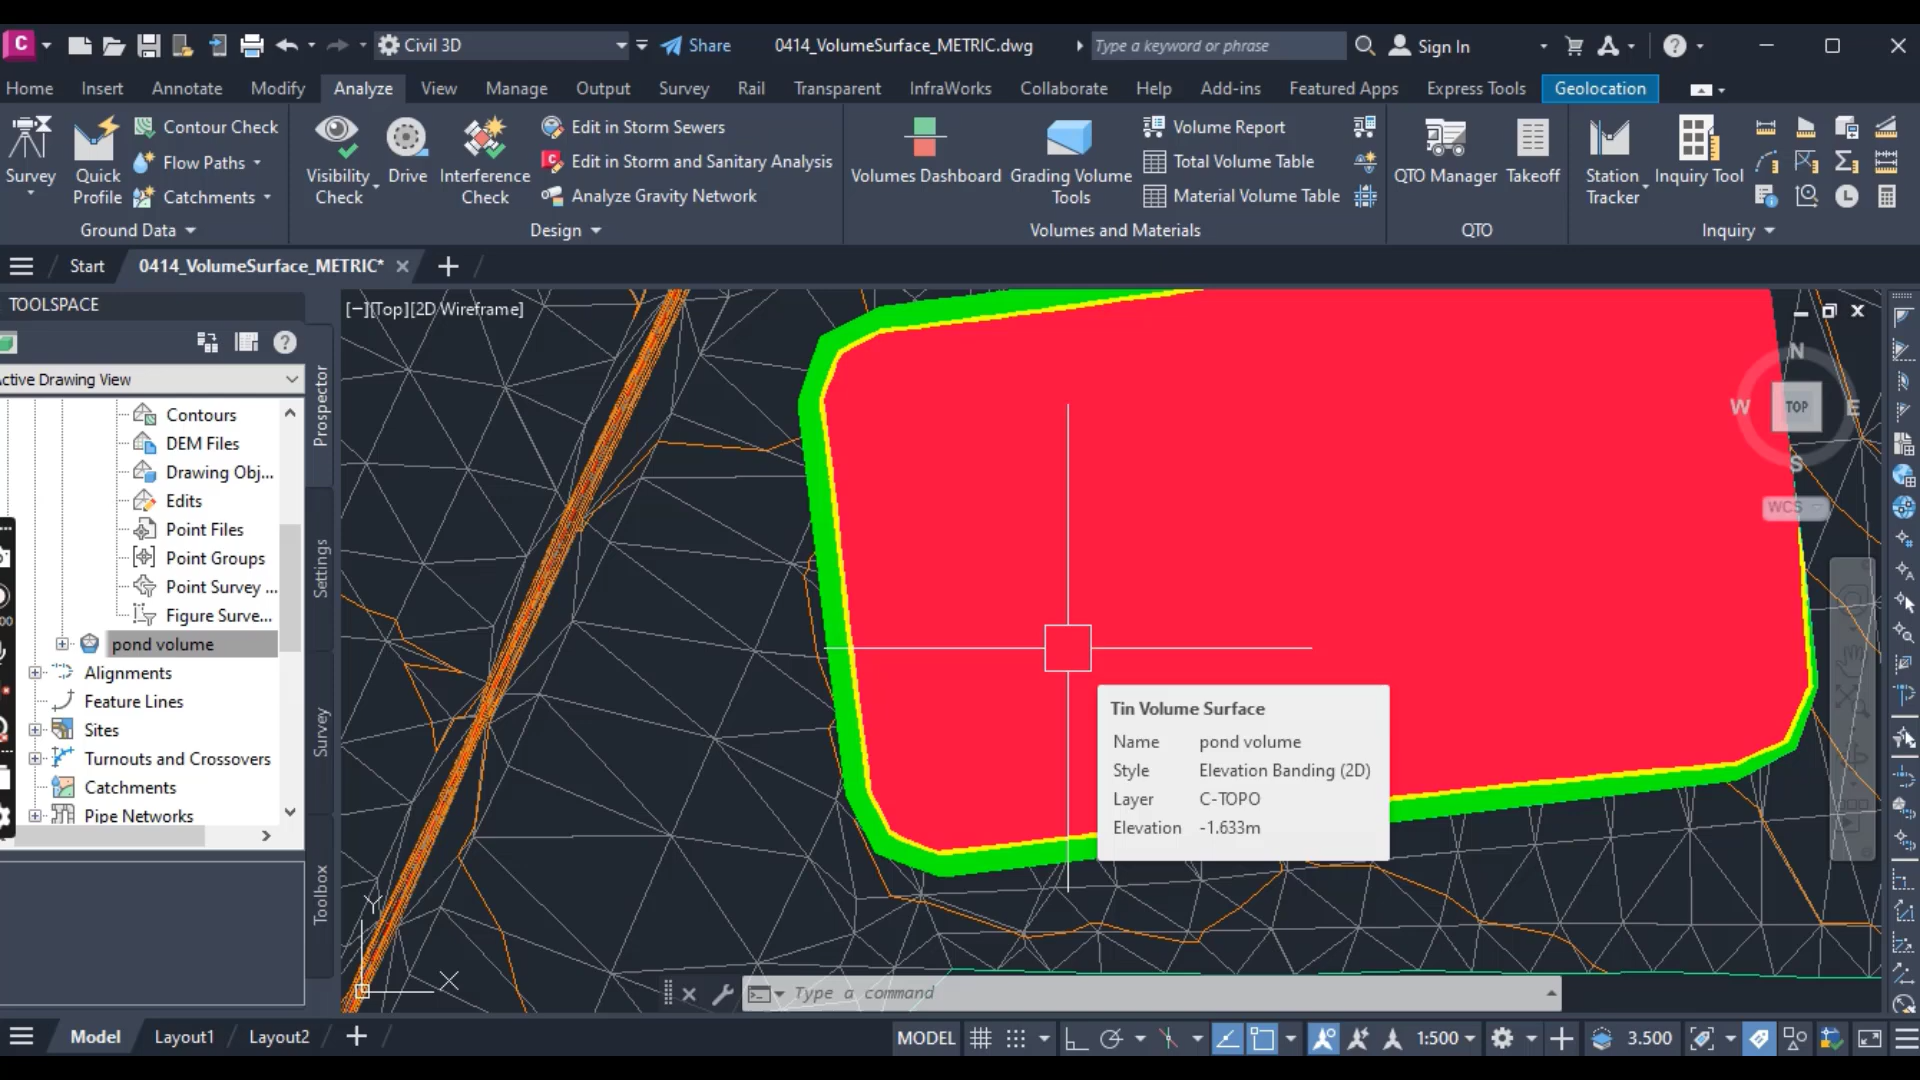 C
Civil 3D
Share
0414_VolumeSurface_METRIC.dwg
Type a keyword or phrase
Sign In
Home
Insert
Annotate
Modify
Analyze
View
Manage
Output
Survey
Rail
Transparent
InfraWorks
Collaborate
Help
Add-ins
Featured Apps
Express Tools
Geolocation
Survey
Quick
Profile
Contour Check
Flow Paths
Catchments
Ground Data
Visibility
Check
Drive
Interference
Check
Edit in Storm Sewers
Edit in Storm and Sanitary Analysis
Analyze Gravity Network
Design
Volumes Dashboard
Grading Volume
Tools
Volume Report
Total Volume Table
Material Volume Table
Volumes and Materials
QTO Manager
Takeoff
QTO
Station
Tracker
Inquiry Tool
Inquiry
Start
0414_VolumeSurface_METRIC*
TOOLSPACE
ctive Drawing View
Contours
DEM Files
Drawing Obj...
Edits
Point Files
Point Groups
Point Survey ...
Figure Surve...
pond volume
Alignments
Feature Lines
Sites
Turnouts and Crossovers
Catchments
Pipe Networks
Prospector
Settings
Survey
Toolbox
[−][Top][2D Wireframe]
N
W
TOP
E
S
WCS
Tin Volume Surface
Name pond volume
Style Elevation Banding (2D)
Layer C-TOPO
Elevation -1.633m
Y
X
Type a command
Model
Layout1
Layout2
MODEL
1:500
3.500